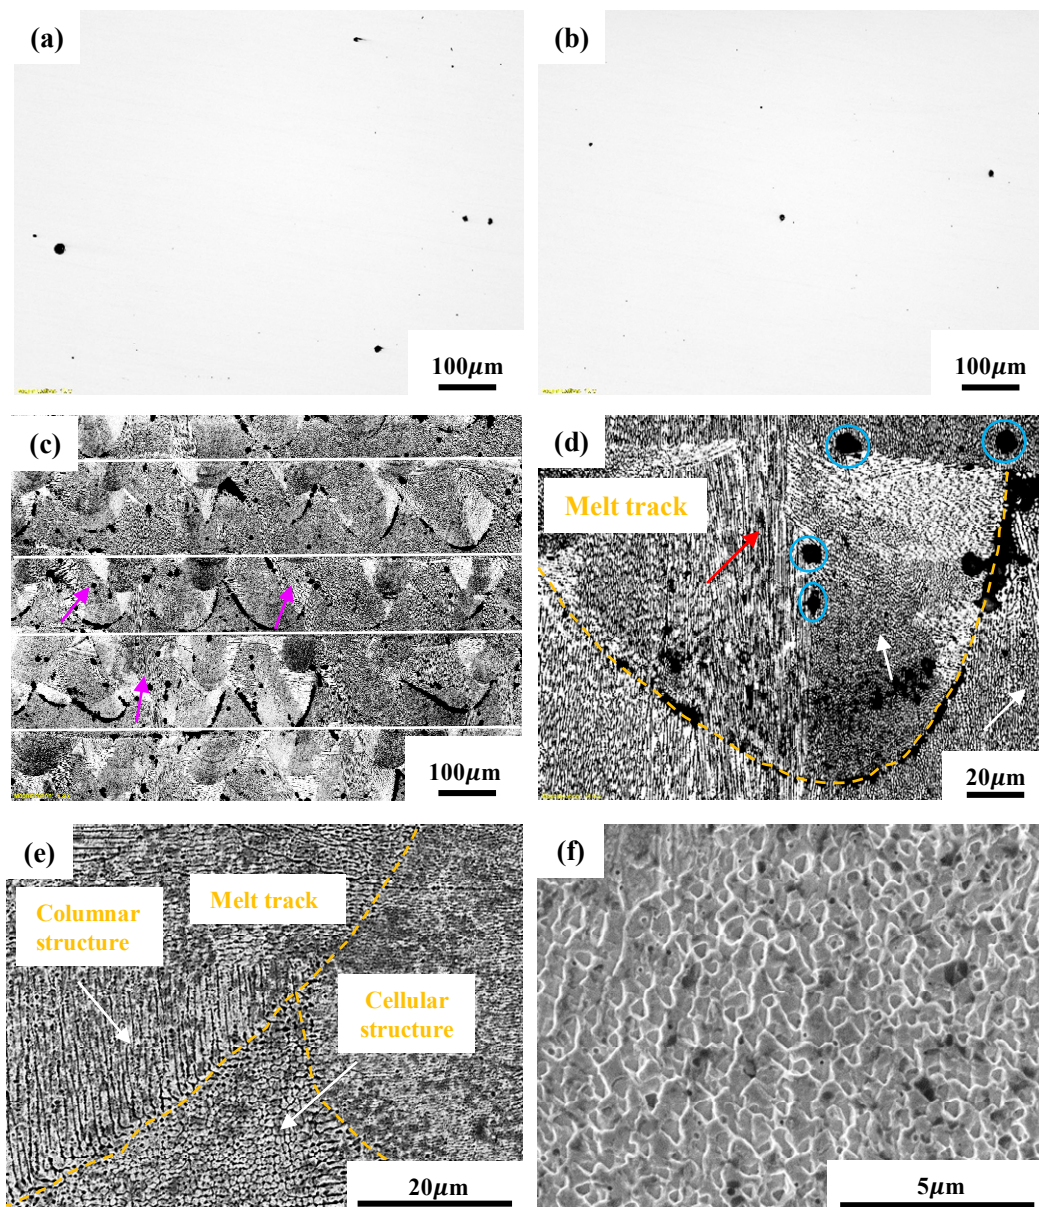 (a)
(b)
100μm
100μm
(c)
(d)
Melt track
100μm
20μm
(e)
(f)
Columnar
structure
Melt track
Cellular
structure
20μm
5μm